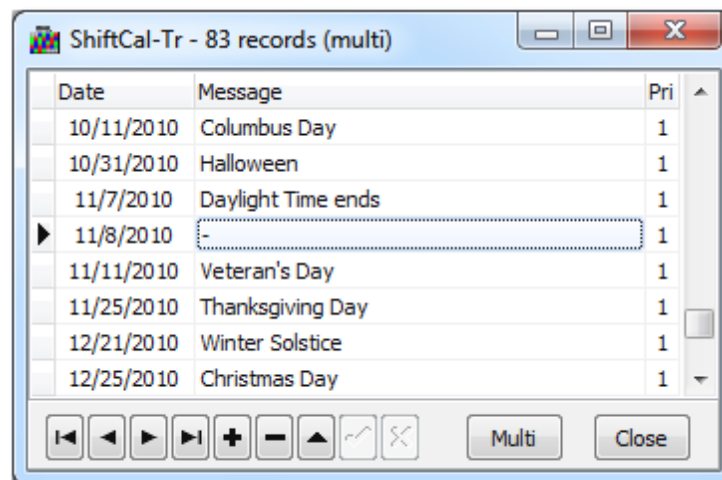 ShiftCal-Tr - 83 records (multi)
Date Message Pri
10/11/2010 Columbus Day 1
10/31/2010 Halloween 1
11/7/2010 Daylight Time ends 1
11/8/2010 - 1
11/11/2010 Veteran's Day 1
11/25/2010 Thanksgiving Day 1
12/21/2010 Winter Solstice 1
12/25/2010 Christmas Day 1
Multi Close